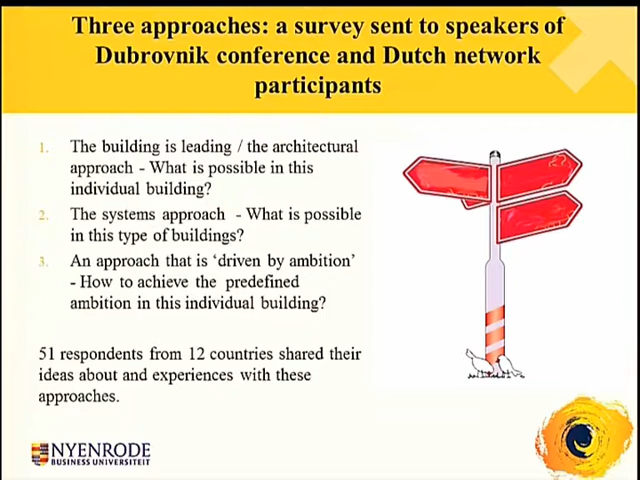 Three approaches: a survey sent to speakers of
Dubrovnik conference and Dutch network
participants
1. The building is leading / the architectural
approach - What is possible in this
individual building?
2. The systems approach - What is possible
in this type of buildings?
3. An approach that is ‘driven by ambition’
- How to achieve the predefined
ambition in this individual building?
51 respondents from 12 countries shared their
ideas about and experiences with these
approaches.
NYENRODE
BUSINESS UNIVERSITEIT